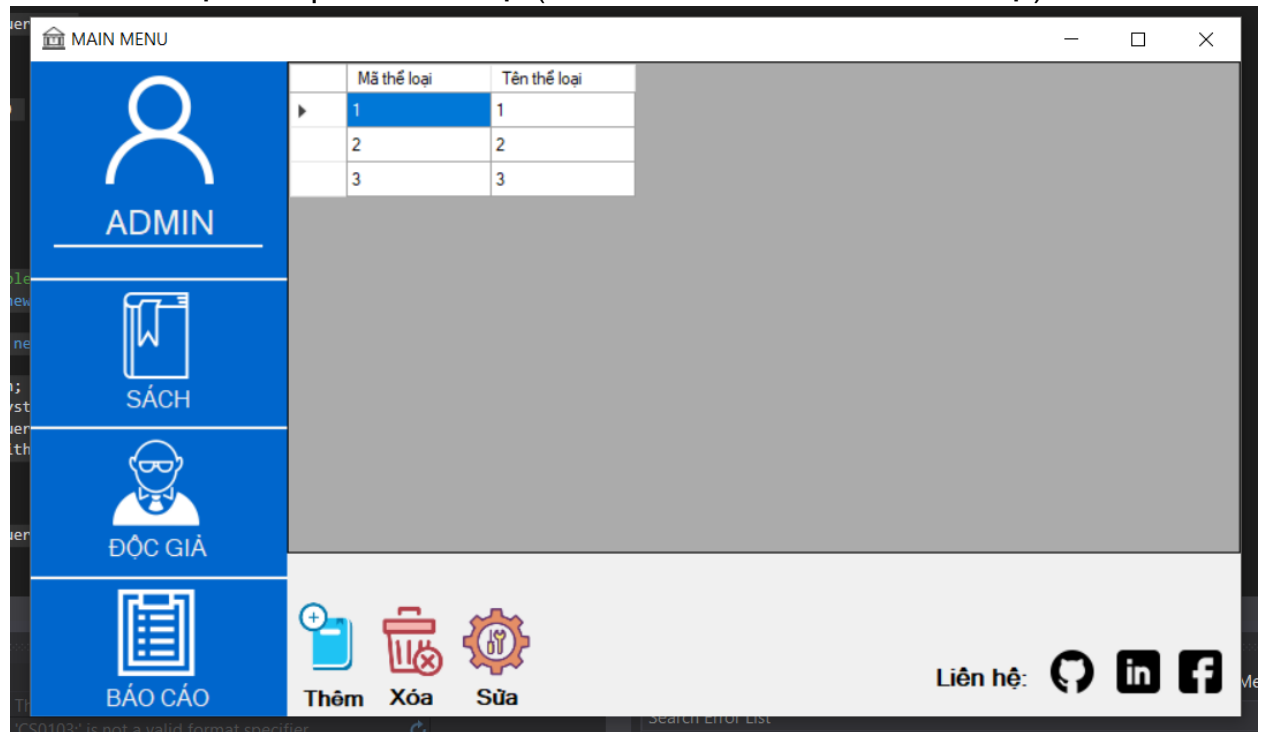 MAIN MENU
Mã thể loại Tên thể loại
1 1
2 2
3 3
ADMIN
SÁCH
ĐỘC GIẢ
BÁO CÁO
Thêm Xóa Sửa
Liên hệ:
in
'CS0103:' is not a valid format specifier
Search Error List